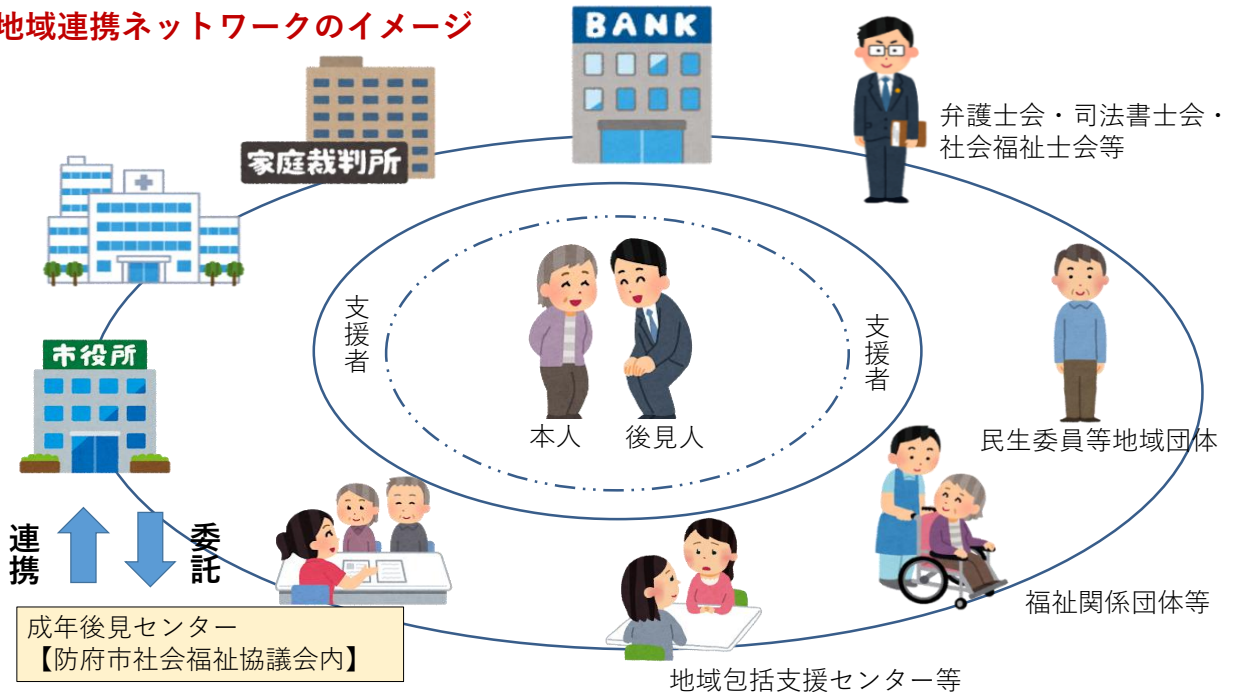 地域連携ネットワークのイメージ
BANK
弁護士会・司法書士会・
社会福祉士会等
家庭裁判所
支援者
支援者
市役所
本人
後見人
民生委員等地域団体
連携
委託
福祉関係団体等
成年後見センター
【防府市社会福祉協議会内】
地域包括支援センター等